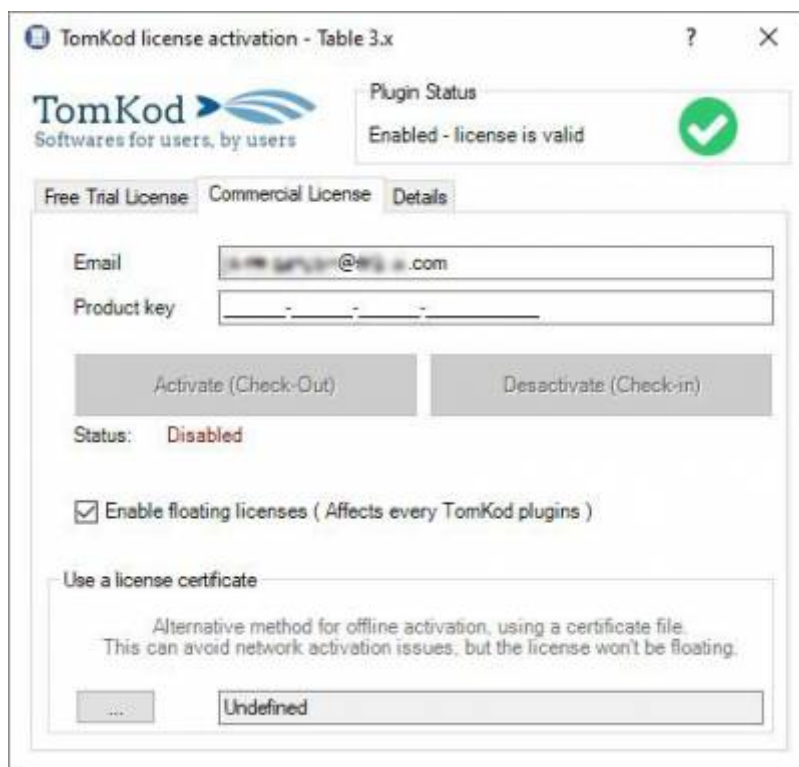 TomKod license activation - Table 3.x
?
TomKod
Softwares for users, by users
Plugin Status
Enabled - license is valid
Free Trial License
Commercial License
Details
Email
@
.com
Product key
Activate (Check-Out)
Desactivate (Check-in)
Status: Disabled
Enable floating licenses ( Affects every TomKod plugins )
Use a license certificate
Alternative method for offline activation, using a certificate file.
This can avoid network activation issues, but the license won't be floating.
...
Undefined